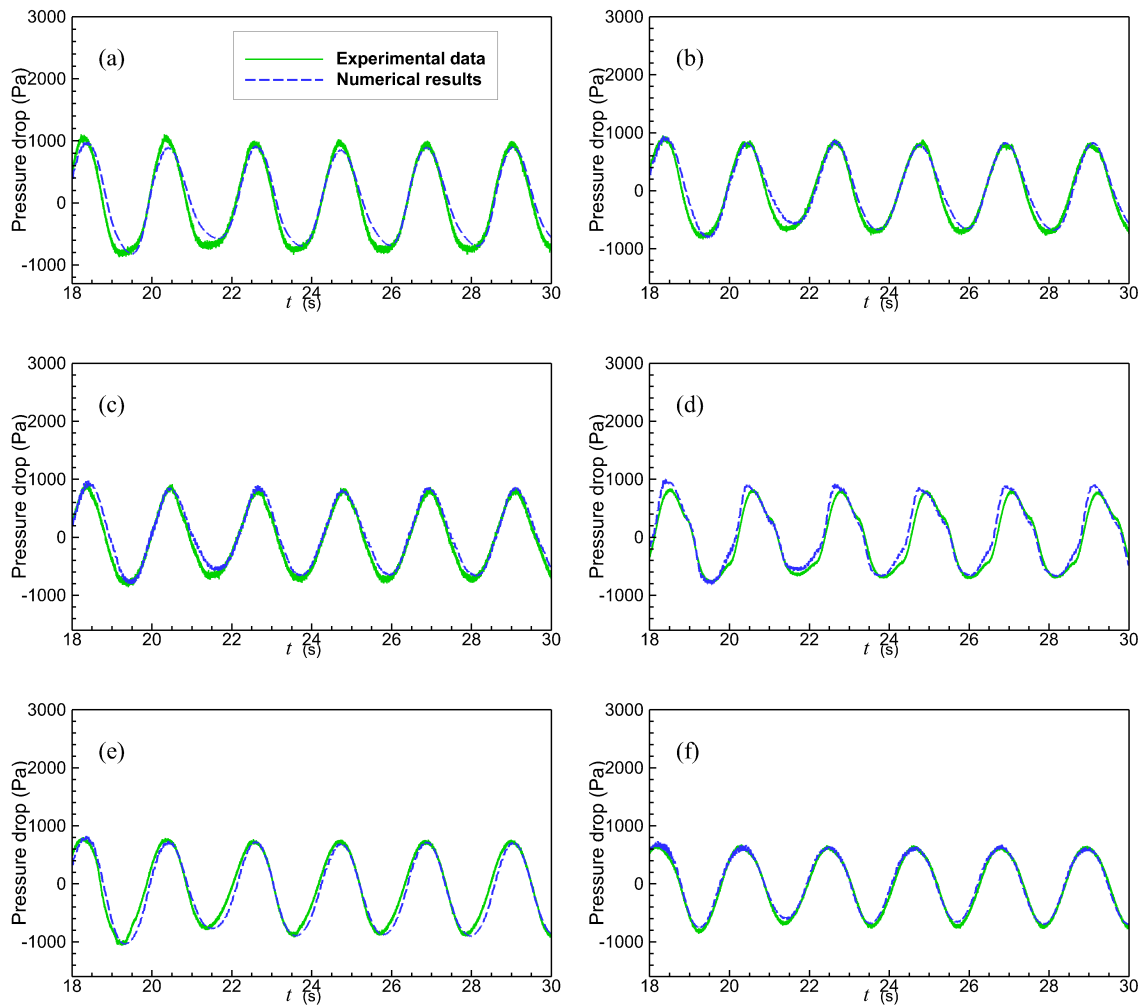 (a)
Experimental data
Numerical results
Pressure drop (Pa)
3000
2000
1000
0
-1000
18 20 22 24 26 28 30
t (s)
(b)
Pressure drop (Pa)
3000
2000
1000
0
-1000
18 20 22 24 26 28 30
t (s)
(c)
Pressure drop (Pa)
3000
2000
1000
0
-1000
18 20 22 24 26 28 30
t (s)
(d)
Pressure drop (Pa)
3000
2000
1000
0
-1000
18 20 22 24 26 28 30
t (s)
(e)
Pressure drop (Pa)
3000
2000
1000
0
-1000
18 20 22 24 26 28 30
t (s)
(f)
Pressure drop (Pa)
3000
2000
1000
0
-1000
18 20 22 24 26 28 30
t (s)